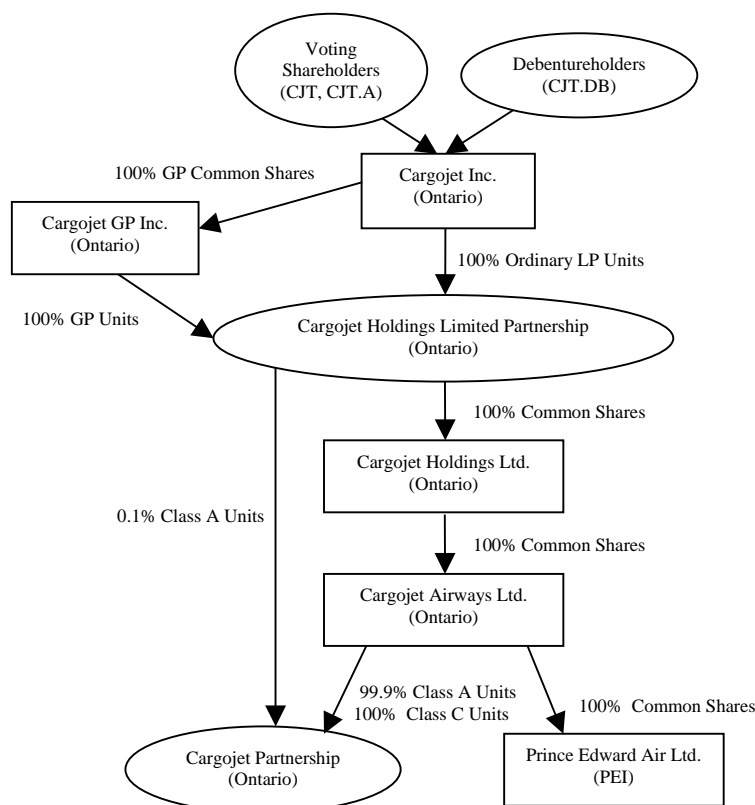 Voting
Shareholders
(CJT, CJT.A)
Debentureholders
(CJT.DB)
100% GP Common Shares
Cargojet Inc.
(Ontario)
Cargojet GP Inc.
(Ontario)
100% Ordinary LP Units
100% GP Units
Cargojet Holdings Limited Partnership
(Ontario)
100% Common Shares
Cargojet Holdings Ltd.
(Ontario)
0.1% Class A Units
100% Common Shares
Cargojet Airways Ltd.
(Ontario)
99.9% Class A Units
100% Class C Units
100% Common Shares
Cargojet Partnership
(Ontario)
Prince Edward Air Ltd.
(PEI)